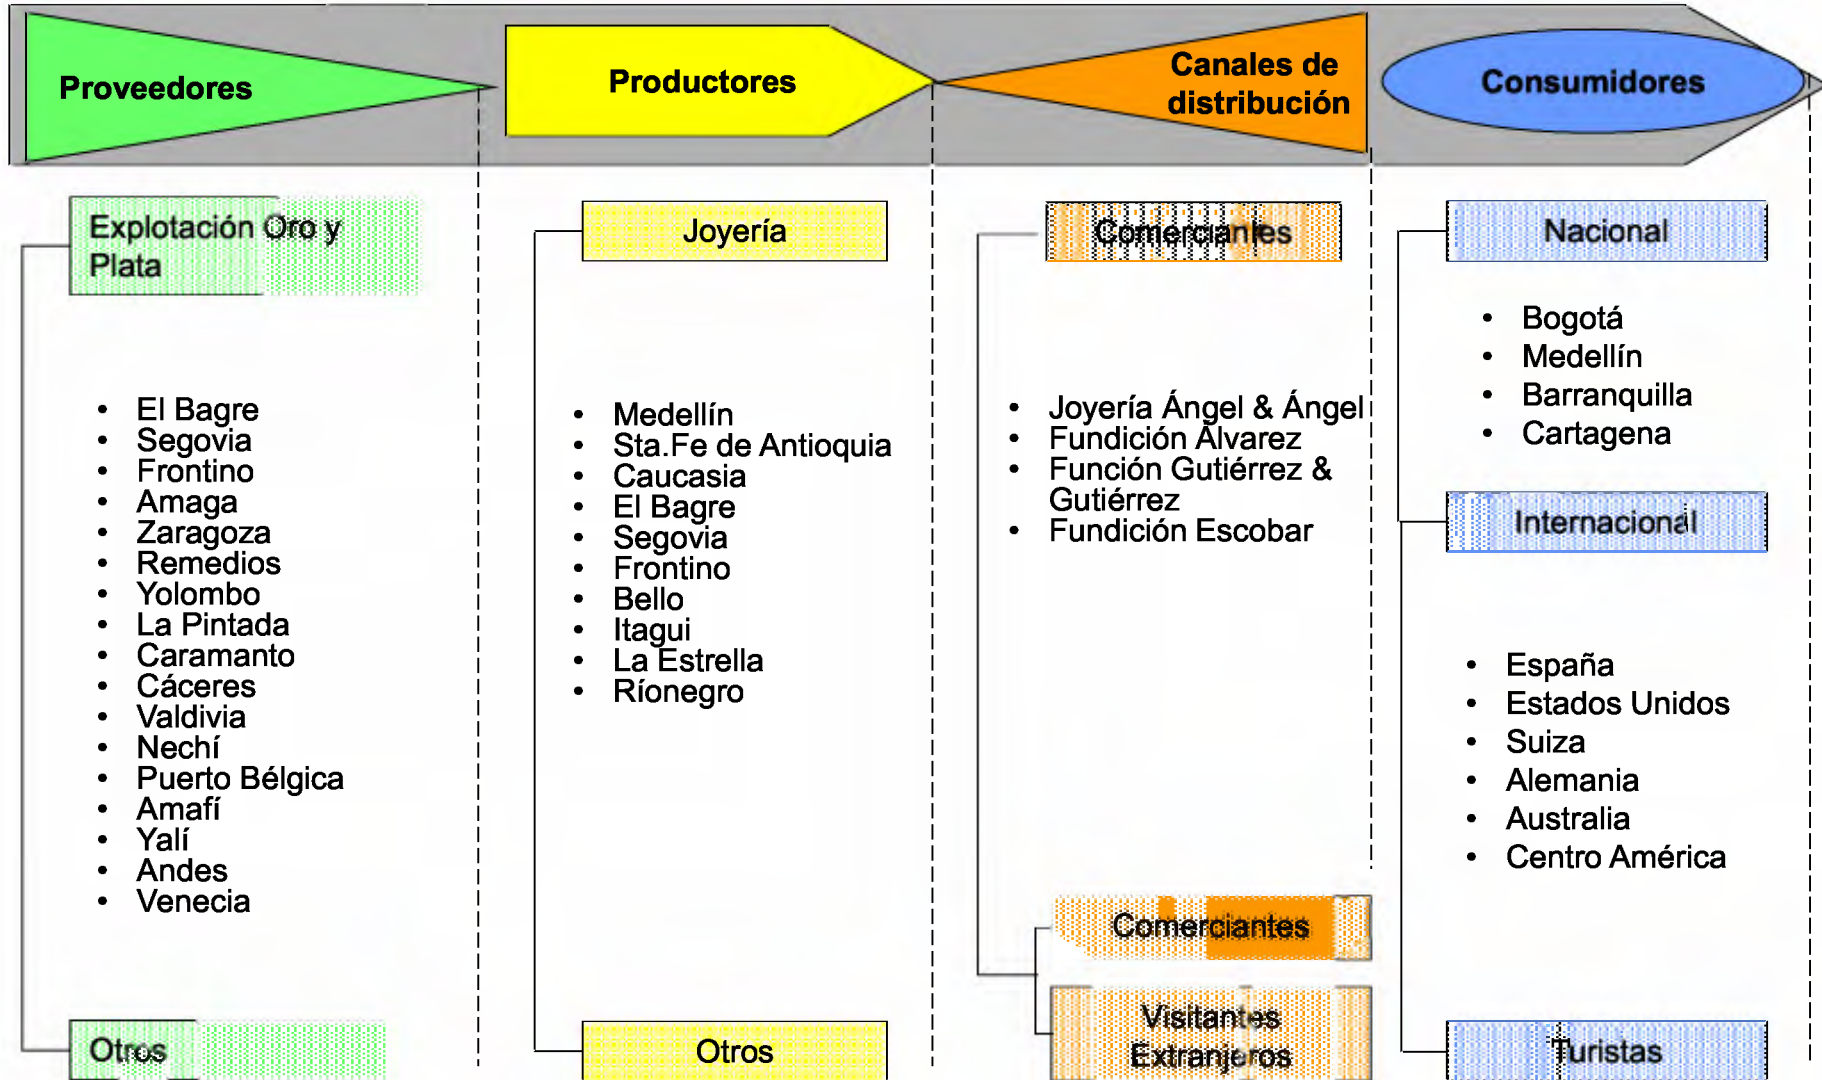 Proveedores
Productores
Canales de
distribución
Consumidores
Explotación Oro y
Plata
• El Bagre
• Segovia
• Frontino
• Amaga
• Zaragoza
• Remedios
• Yolombo
• La Pintada
• Caramanto
• Cáceres
• Valdivia
• Nechí
• Puerto Bélgica
• Amafí
• Yalí
• Andes
• Venecia
Otros
Joyería
• Medellín
• Sta.Fe de Antioquia
• Caucasia
• El Bagre
• Segovia
• Frontino
• Bello
• Itagui
• La Estrella
• Ríonegro
Otros
Comerciantes
• Joyería Ángel & Ángel
• Fundición Álvarez
• Función Gutiérrez &
Gutiérrez
• Fundición Escobar
Comerciantes
Visitantes
Extranjeros
Nacional
• Bogotá
• Medellín
• Barranquilla
• Cartagena
Internacional
• España
• Estados Unidos
• Suiza
• Alemania
• Australia
• Centro América
Turistas